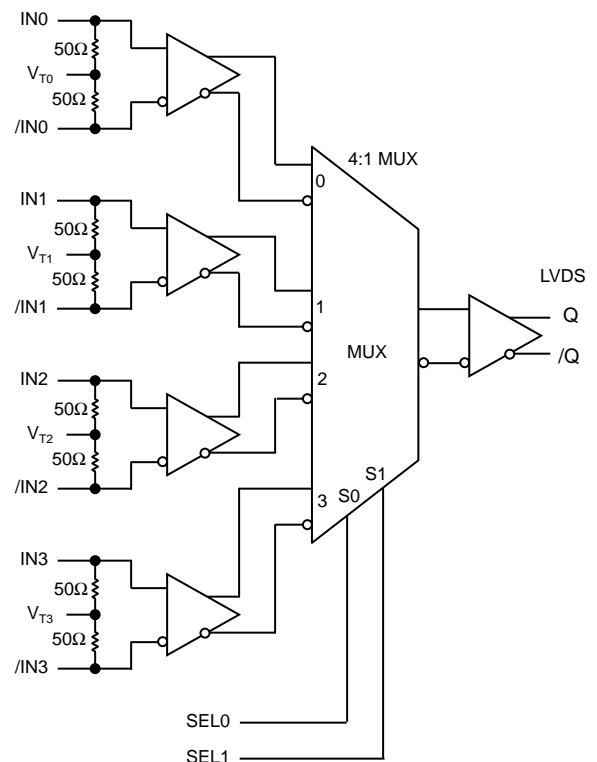 IN0
50Ω
VT0
50Ω
/IN0
4:1 MUX
0
IN1
50Ω
VT1
50Ω
/IN1
1
LVDS
Q
/Q
MUX
IN2
50Ω
VT2
50Ω
/IN2
2
3
S0
S1
IN3
50Ω
VT3
50Ω
/IN3
SEL0
SEL1